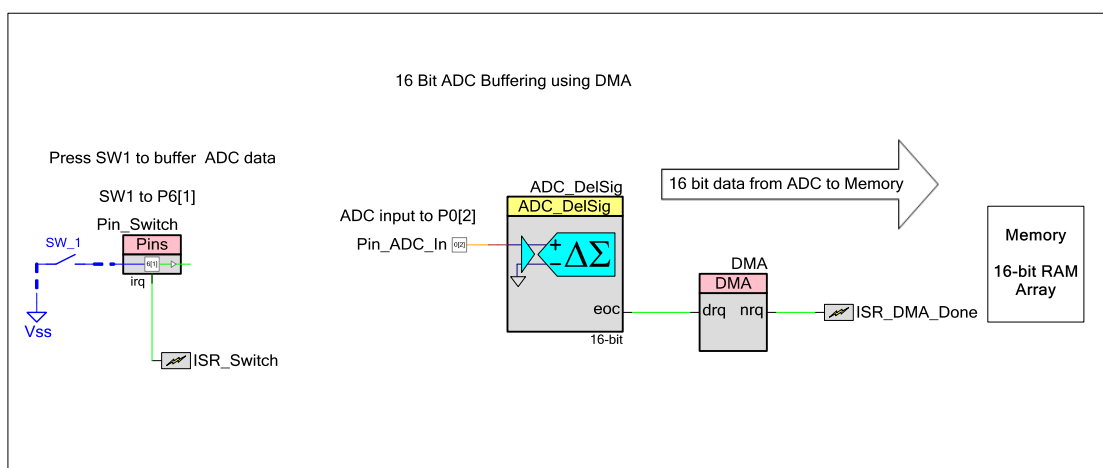 16 Bit ADC Buffering using DMA
Press SW1 to buffer ADC data
SW1 to P6[1]
Pin_Switch
Pins
SW_1
6[1]
irq
Vss
ISR_Switch
ADC input to P0[2]
Pin_ADC_In
0[2]
ADC_DelSig
ADC_DelSig
+
−
ΔΣ
eoc
16-bit
16 bit data from ADC to Memory
DMA
DMA
drq nrq
ISR_DMA_Done
Memory
16-bit RAM
Array